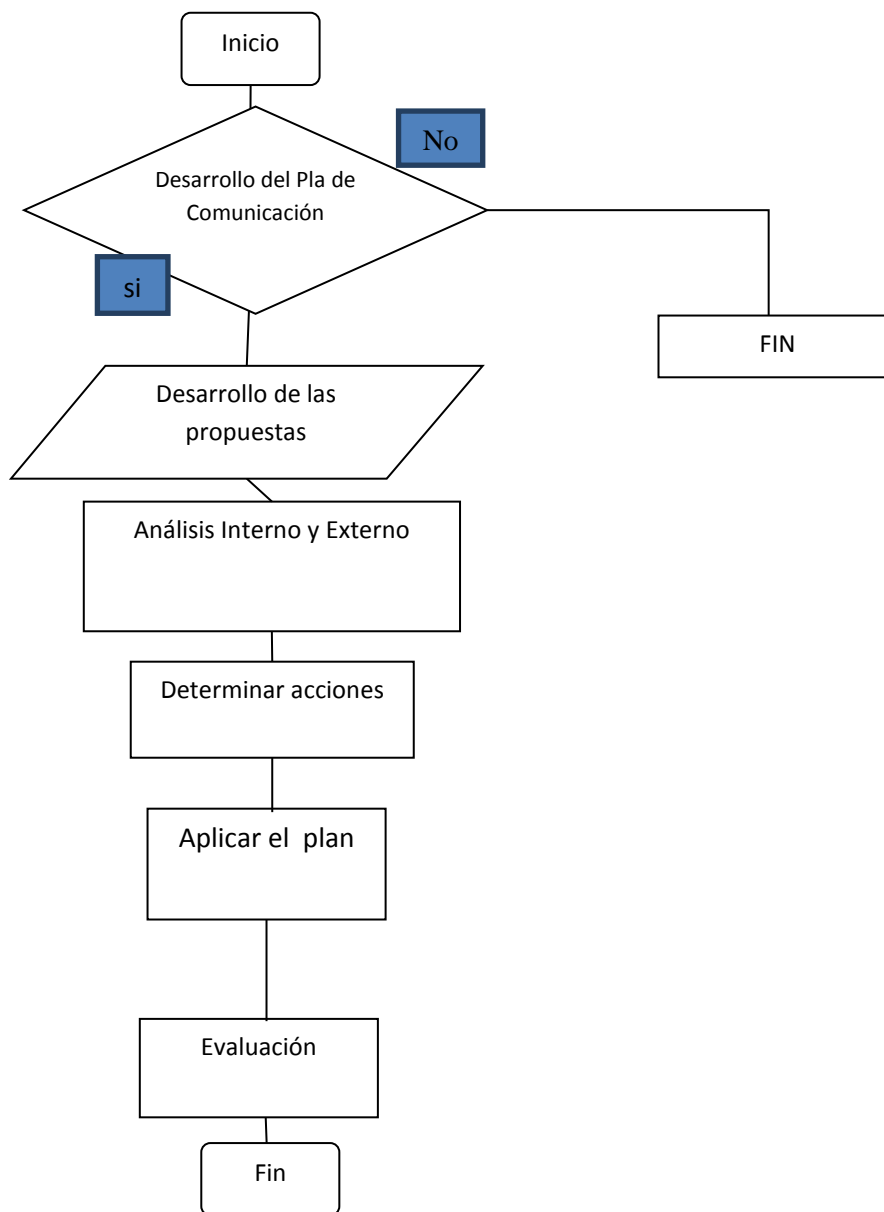 Inicio
No
Desarrollo del Pla de
Comunicación
si
FIN
Desarrollo de las
propuestas
Análisis Interno y Externo
Determinar acciones
Aplicar el  plan
Evaluación
Fin